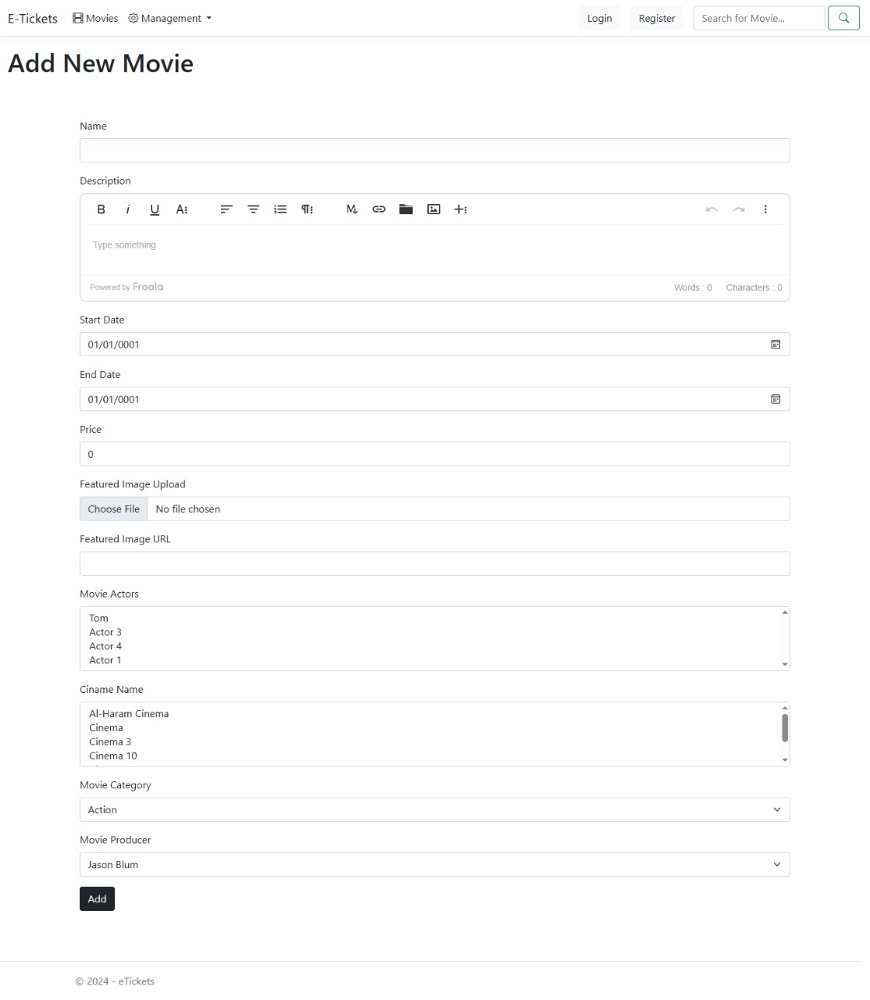 E-Tickets Movies Management Login Register Search for Movie...
Add New Movie
Name
Description
B i U A
Type something
Powered by Froala Words : 0 Characters : 0
Start Date
01/01/0001
End Date
01/01/0001
Price
0
Featured Image Upload
Choose File No file chosen
Featured Image URL
Movie Actors
Tom
Actor 3
Actor 4
Actor 1
Ciname Name
Al-Haram Cinema
Cinema
Cinema 3
Cinema 10
Movie Category
Action
Movie Producer
Jason Blum
Add
© 2024 - eTickets